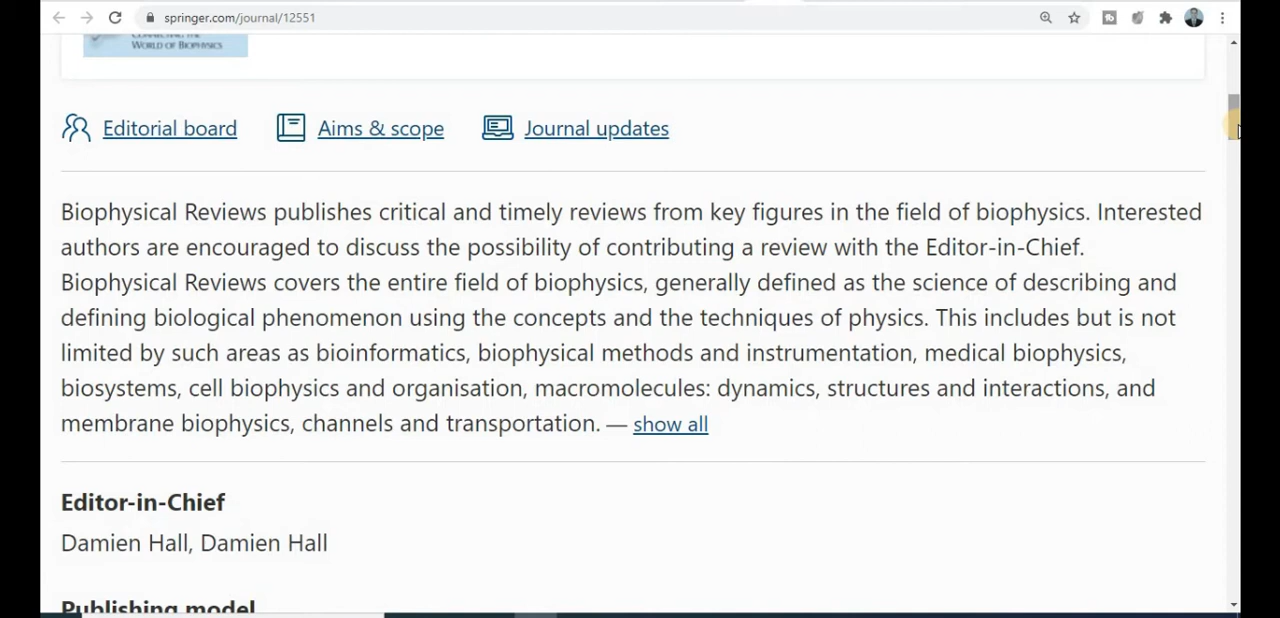 springer.com/journal/12551
CONNECTING THE
WORLD OF BIOPHYSICS
Editorial board Aims & scope Journal updates
Biophysical Reviews publishes critical and timely reviews from key figures in the field of biophysics. Interested
authors are encouraged to discuss the possibility of contributing a review with the Editor-in-Chief.
Biophysical Reviews covers the entire field of biophysics, generally defined as the science of describing and
defining biological phenomenon using the concepts and the techniques of physics. This includes but is not
limited by such areas as bioinformatics, biophysical methods and instrumentation, medical biophysics,
biosystems, cell biophysics and organisation, macromolecules: dynamics, structures and interactions, and
membrane biophysics, channels and transportation. — show all
Editor-in-Chief
Damien Hall, Damien Hall
Publishing model